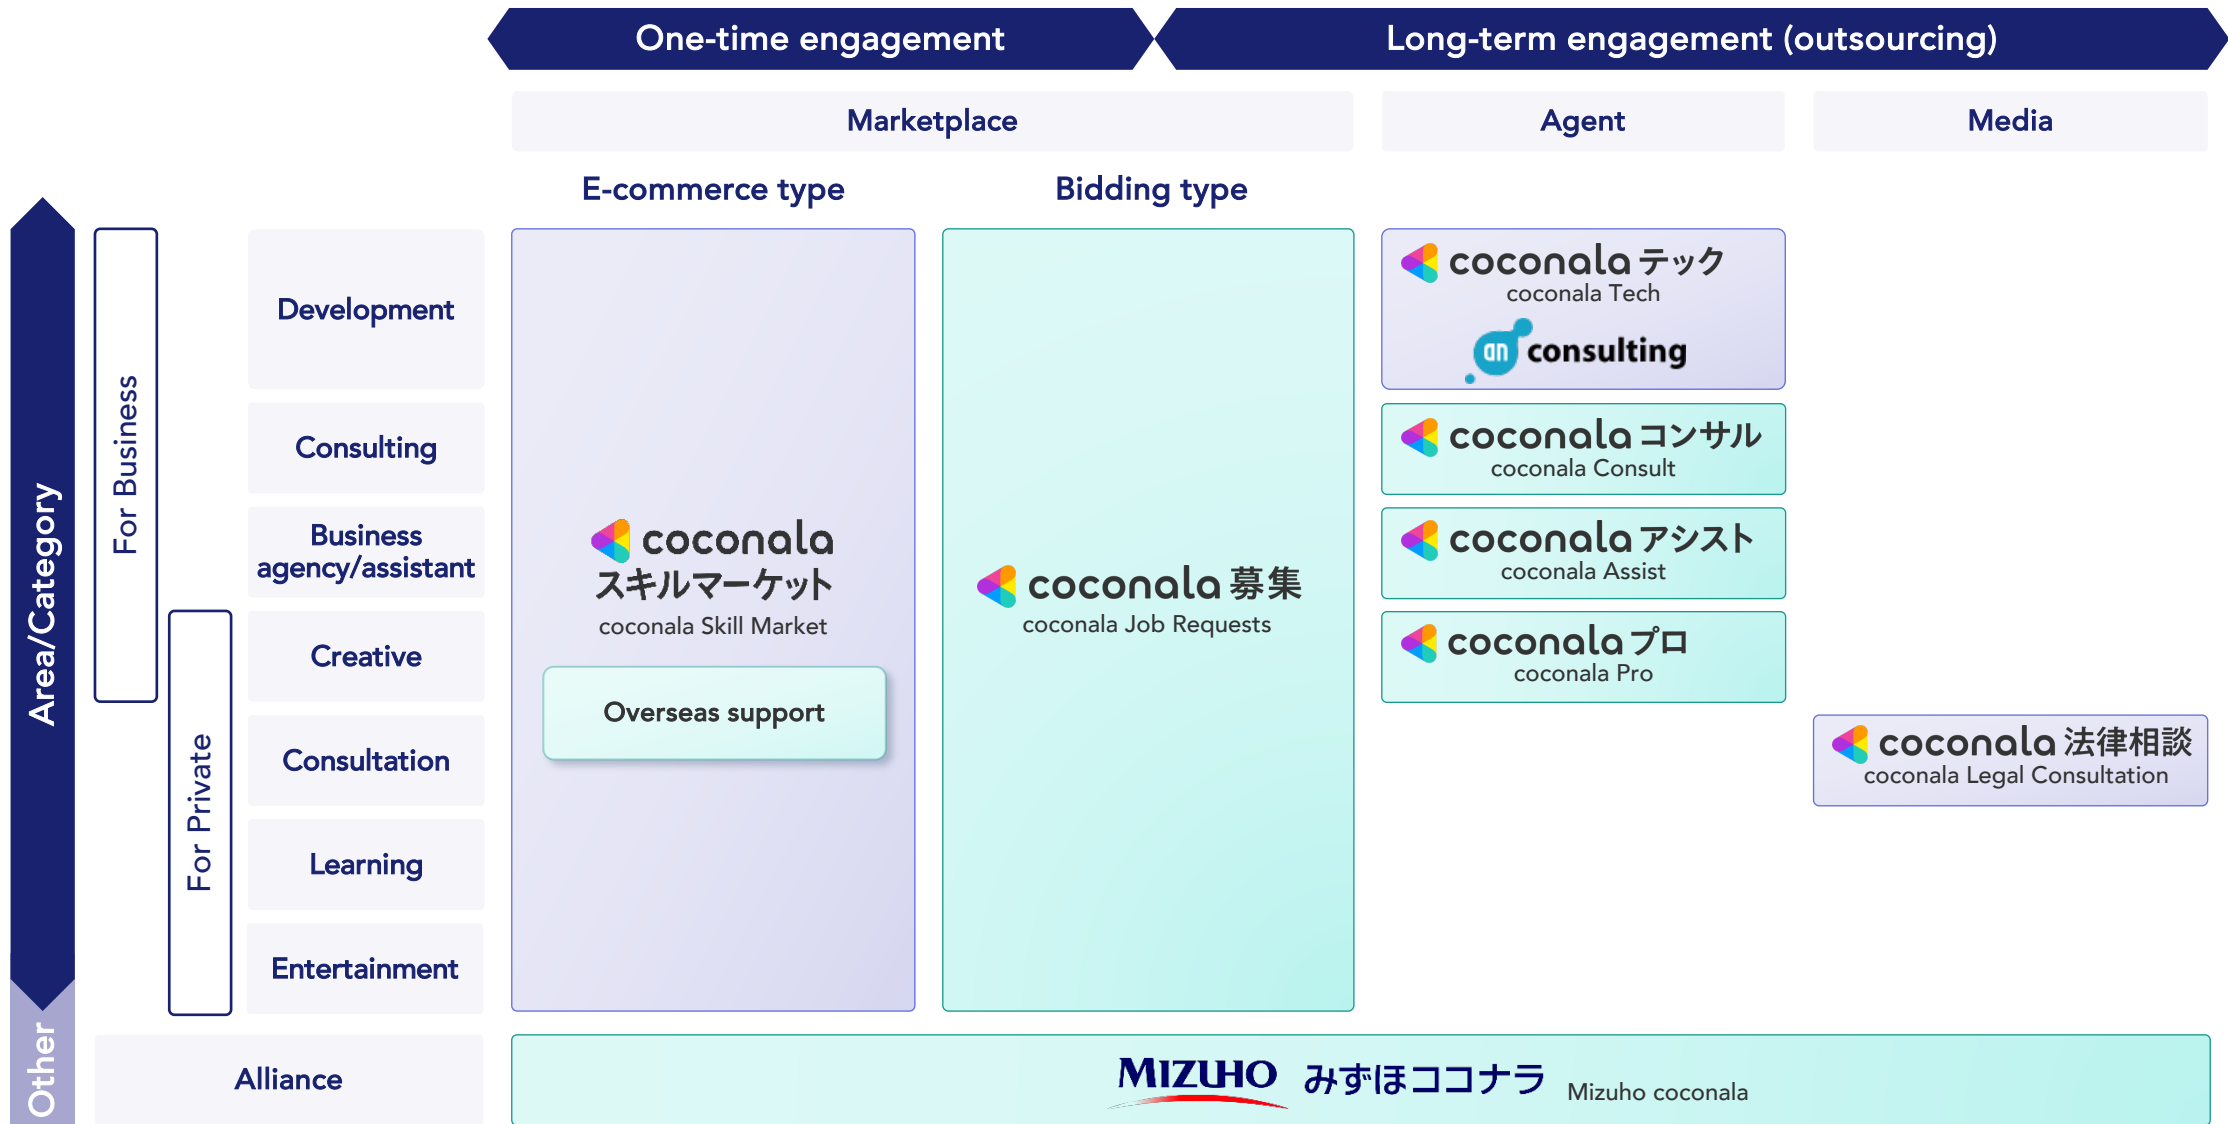 One-time engagement
Long-term engagement (outsourcing)
Marketplace
Agent
Media
E-commerce type
Bidding type
Area/Category
Other
For Business
For Private
Development
Consulting
Business
agency/assistant
Creative
Consultation
Learning
Entertainment
Alliance
coconala
スキルマーケット
coconala Skill Market
Overseas support
coconala 募集
coconala Job Requests
coconala テック
coconala Tech
an consulting
coconala コンサル
coconala Consult
coconala アシスト
coconala Assist
coconala プロ
coconala Pro
coconala 法律相談
coconala Legal Consultation
MIZUHO みずほココナラ Mizuho coconala